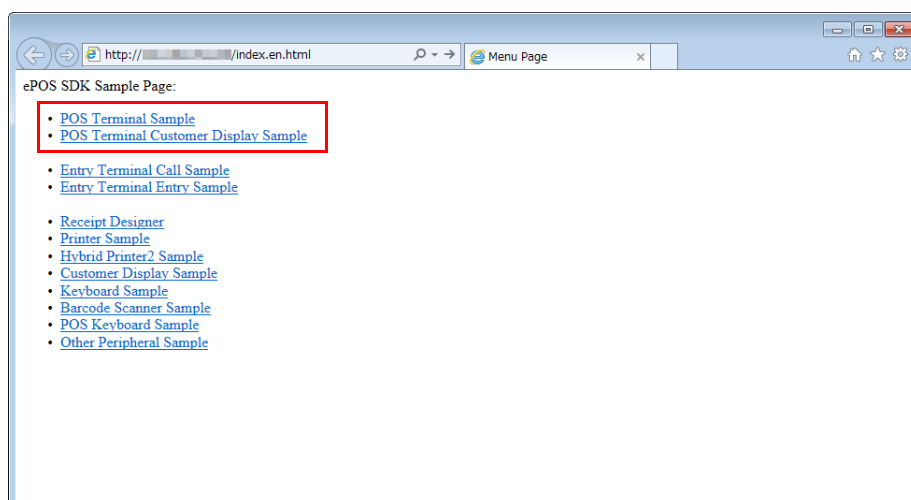 http:// /index.en.html
Menu Page
ePOS SDK Sample Page:
• POS Terminal Sample
• POS Terminal Customer Display Sample
• Entry Terminal Call Sample
• Entry Terminal Entry Sample
• Receipt Designer
• Printer Sample
• Hybrid Printer2 Sample
• Customer Display Sample
• Keyboard Sample
• Barcode Scanner Sample
• POS Keyboard Sample
• Other Peripheral Sample